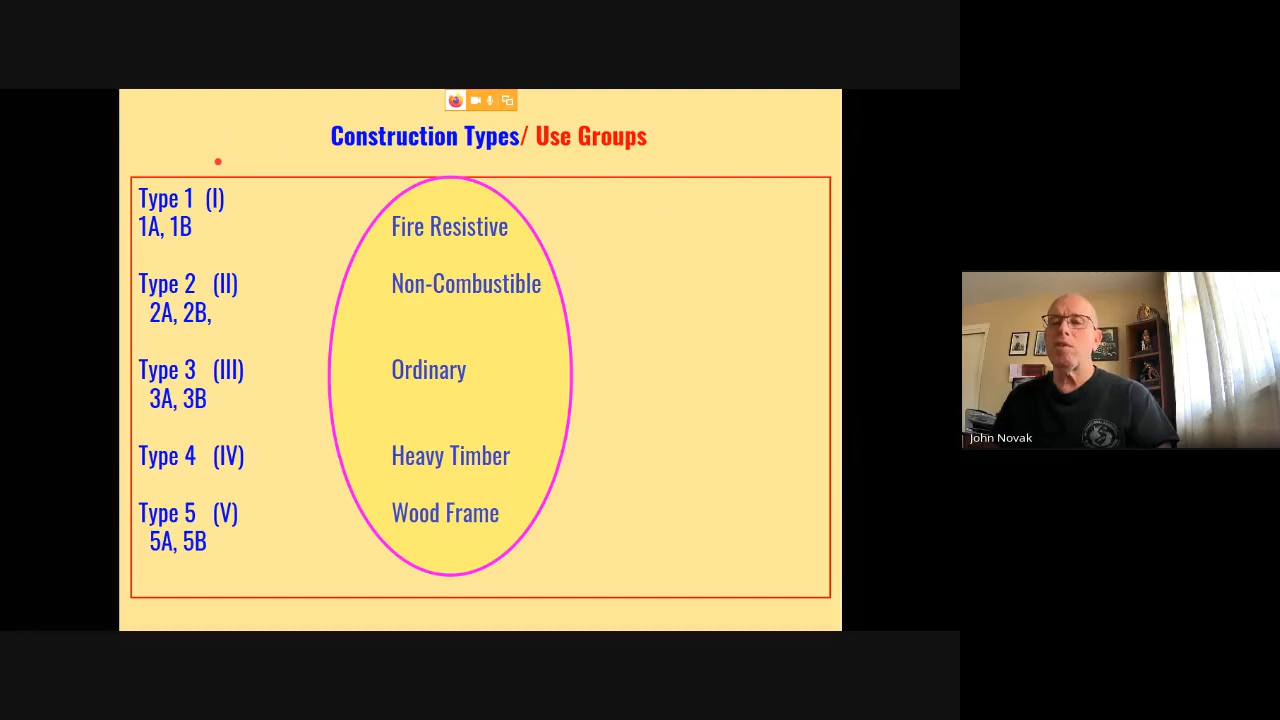 Construction Types/ Use Groups
Type 1 (I)
1A, 1B Fire Resistive
Type 2 (II) Non-Combustible
2A, 2B,
Type 3 (III) Ordinary
3A, 3B
Type 4 (IV) Heavy Timber
Type 5 (V) Wood Frame
5A, 5B
John Novak